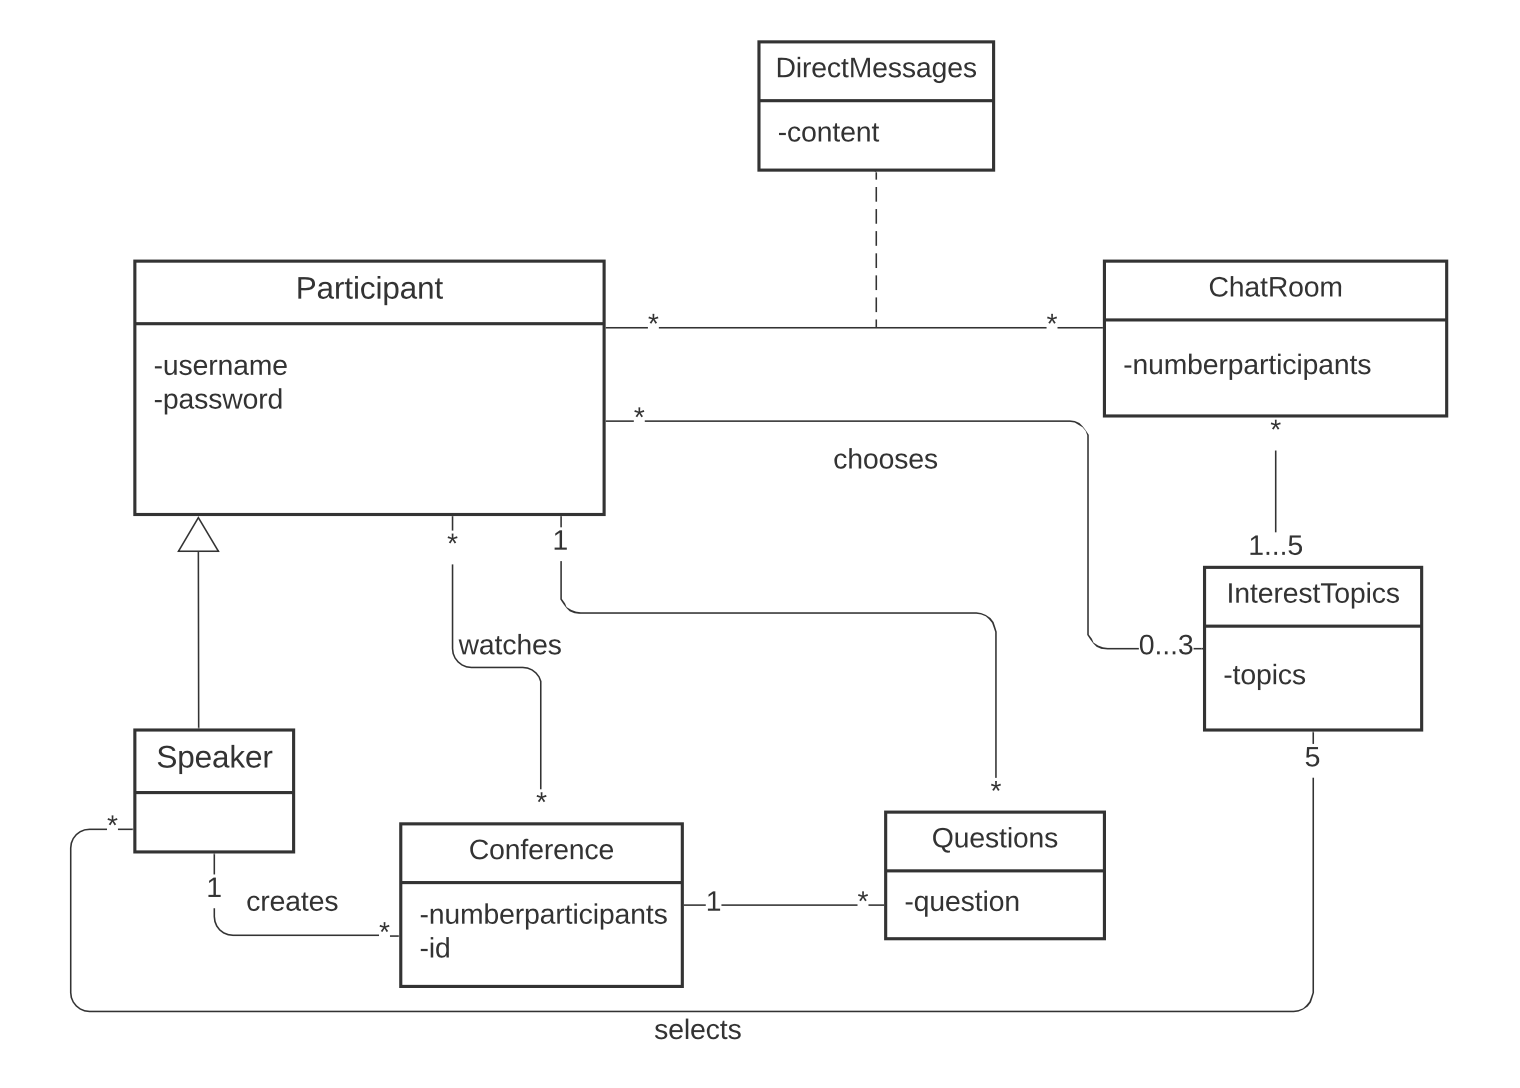 DirectMessages
-content
Participant
-username
-password
ChatRoom
-numberparticipants
*
*
*
chooses
*
1...5
0...3
InterestTopics
-topics
5
*
1
watches
*
*
Speaker
*
1
creates
*
Conference
-numberparticipants
-id
1
*
Questions
-question
selects